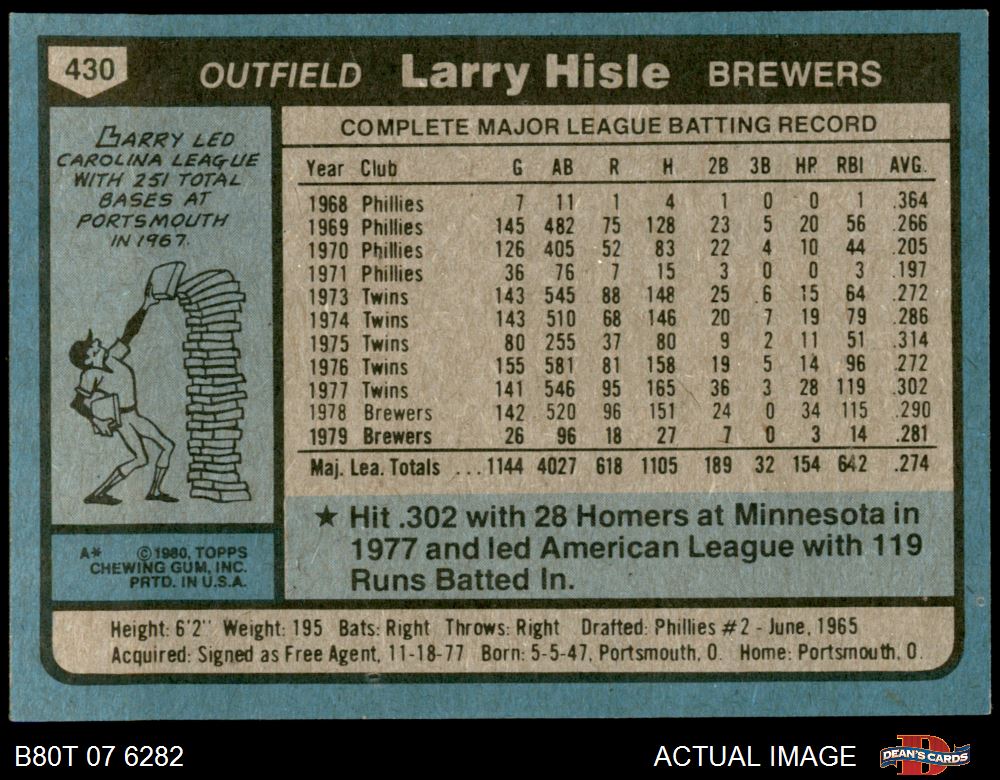 430 OUTFIELD Larry Hisle BREWERS
LARRY LED
CAROLINA LEAGUE
WITH 251 TOTAL
BASES AT
PORTSMOUTH
IN 1967.
A* ©1980, TOPPS
CHEWING GUM, INC.
PRTD. IN U.S.A.
COMPLETE MAJOR LEAGUE BATTING RECORD
Year Club G AB R H 2B 3B HR RBI AVG.
1968 Phillies 7 11 1 4 1 0 0 1 .364
1969 Phillies 145 482 75 128 23 5 20 56 .266
1970 Phillies 126 405 52 83 22 4 10 44 .205
1971 Phillies 36 76 7 15 3 0 0 3 .197
1973 Twins 143 545 88 148 25 6 15 64 .272
1974 Twins 143 510 68 146 20 7 19 79 .286
1975 Twins 80 255 37 80 9 2 11 51 .314
1976 Twins 155 581 81 158 19 5 14 96 .272
1977 Twins 141 546 95 165 36 3 28 119 .302
1978 Brewers 142 520 96 151 24 0 34 115 .290
1979 Brewers 26 96 18 27 7 0 3 14 .281
Maj. Lea. Totals ...1144 4027 618 1105 189 32 154 642 .274
★ Hit .302 with 28 Homers at Minnesota in
1977 and led American League with 119
Runs Batted In.
Height: 6'2" Weight: 195 Bats: Right Throws: Right Drafted: Phillies #2 - June, 1965
Acquired: Signed as Free Agent, 11-18-77 Born: 5-5-47, Portsmouth, O. Home: Portsmouth, O.
B80T 07 6282 ACTUAL IMAGE DEAN'S CARDS